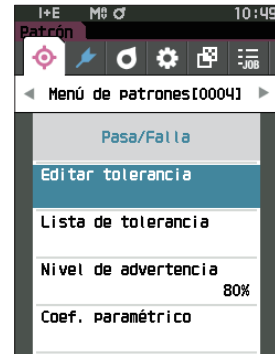 I+E M0 ♂ 10:49
Patrón
-JOB
Menú de patrones[0004]
Pasa/Falla
Editar tolerancia
Lista de tolerancia
Nivel de advertencia
80%
Coef. paramétrico